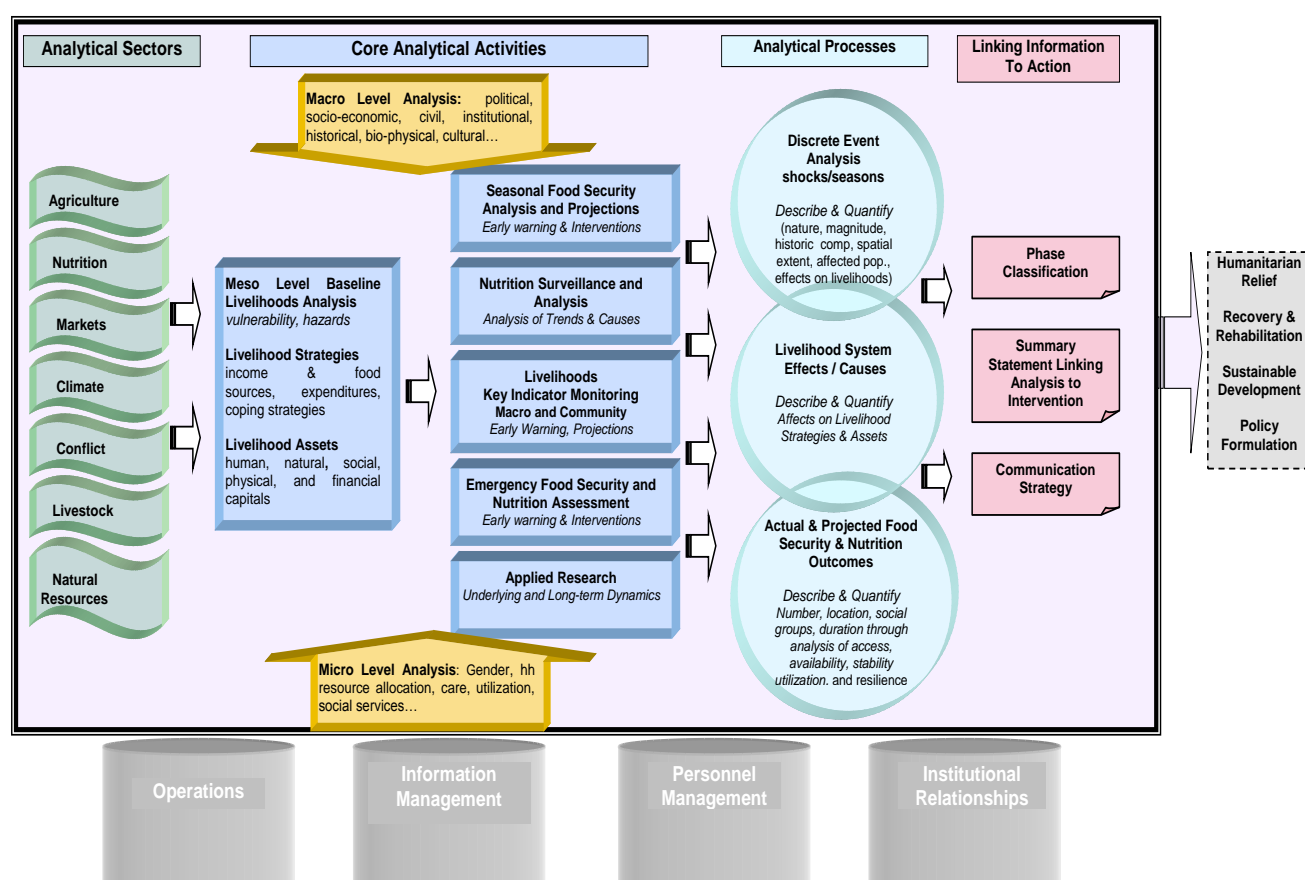 Analytical Sectors
Core Analytical Activities
Analytical Processes
Linking Information
To Action
Macro Level Analysis: political,
socio-economic, civil, institutional,
historical, bio-physical, cultural…
Agriculture
Nutrition
Markets
Climate
Conflict
Livestock
Natural
Resources
Meso Level Baseline
Livelihoods Analysis
vulnerability, hazards
Livelihood Strategies
income & food
sources, expenditures,
coping strategies
Livelihood Assets
human, natural, social,
physical, and financial
capitals
Seasonal Food Security
Analysis and Projections
Early warning & Interventions
Nutrition Surveillance and
Analysis
Analysis of Trends & Causes
Livelihoods
Key Indicator Monitoring
Macro and Community
Early Warning, Projections
Emergency Food Security and
Nutrition Assessment
Early warning & Interventions
Applied Research
Underlying and Long-term Dynamics
Micro Level Analysis: Gender, hh
resource allocation, care, utilization,
social services…
Discrete Event
Analysis
shocks/seasons
Describe & Quantify
(nature, magnitude,
historic comp, spatial
extent, affected pop.,
effects on livelihoods)
Livelihood System
Effects / Causes
Describe & Quantify
Affects on Livelihood
Strategies & Assets
Actual & Projected Food
Security & Nutrition
Outcomes
Describe & Quantify
Number, location, social
groups, duration through
analysis of access,
availability, stability
utilization. and resilience
Phase
Classification
Summary
Statement Linking
Analysis to
Intervention
Communication
Strategy
Humanitarian
Relief
Recovery &
Rehabilitation
Sustainable
Development
Policy
Formulation
Operations
Information
Management
Personnel
Management
Institutional
Relationships